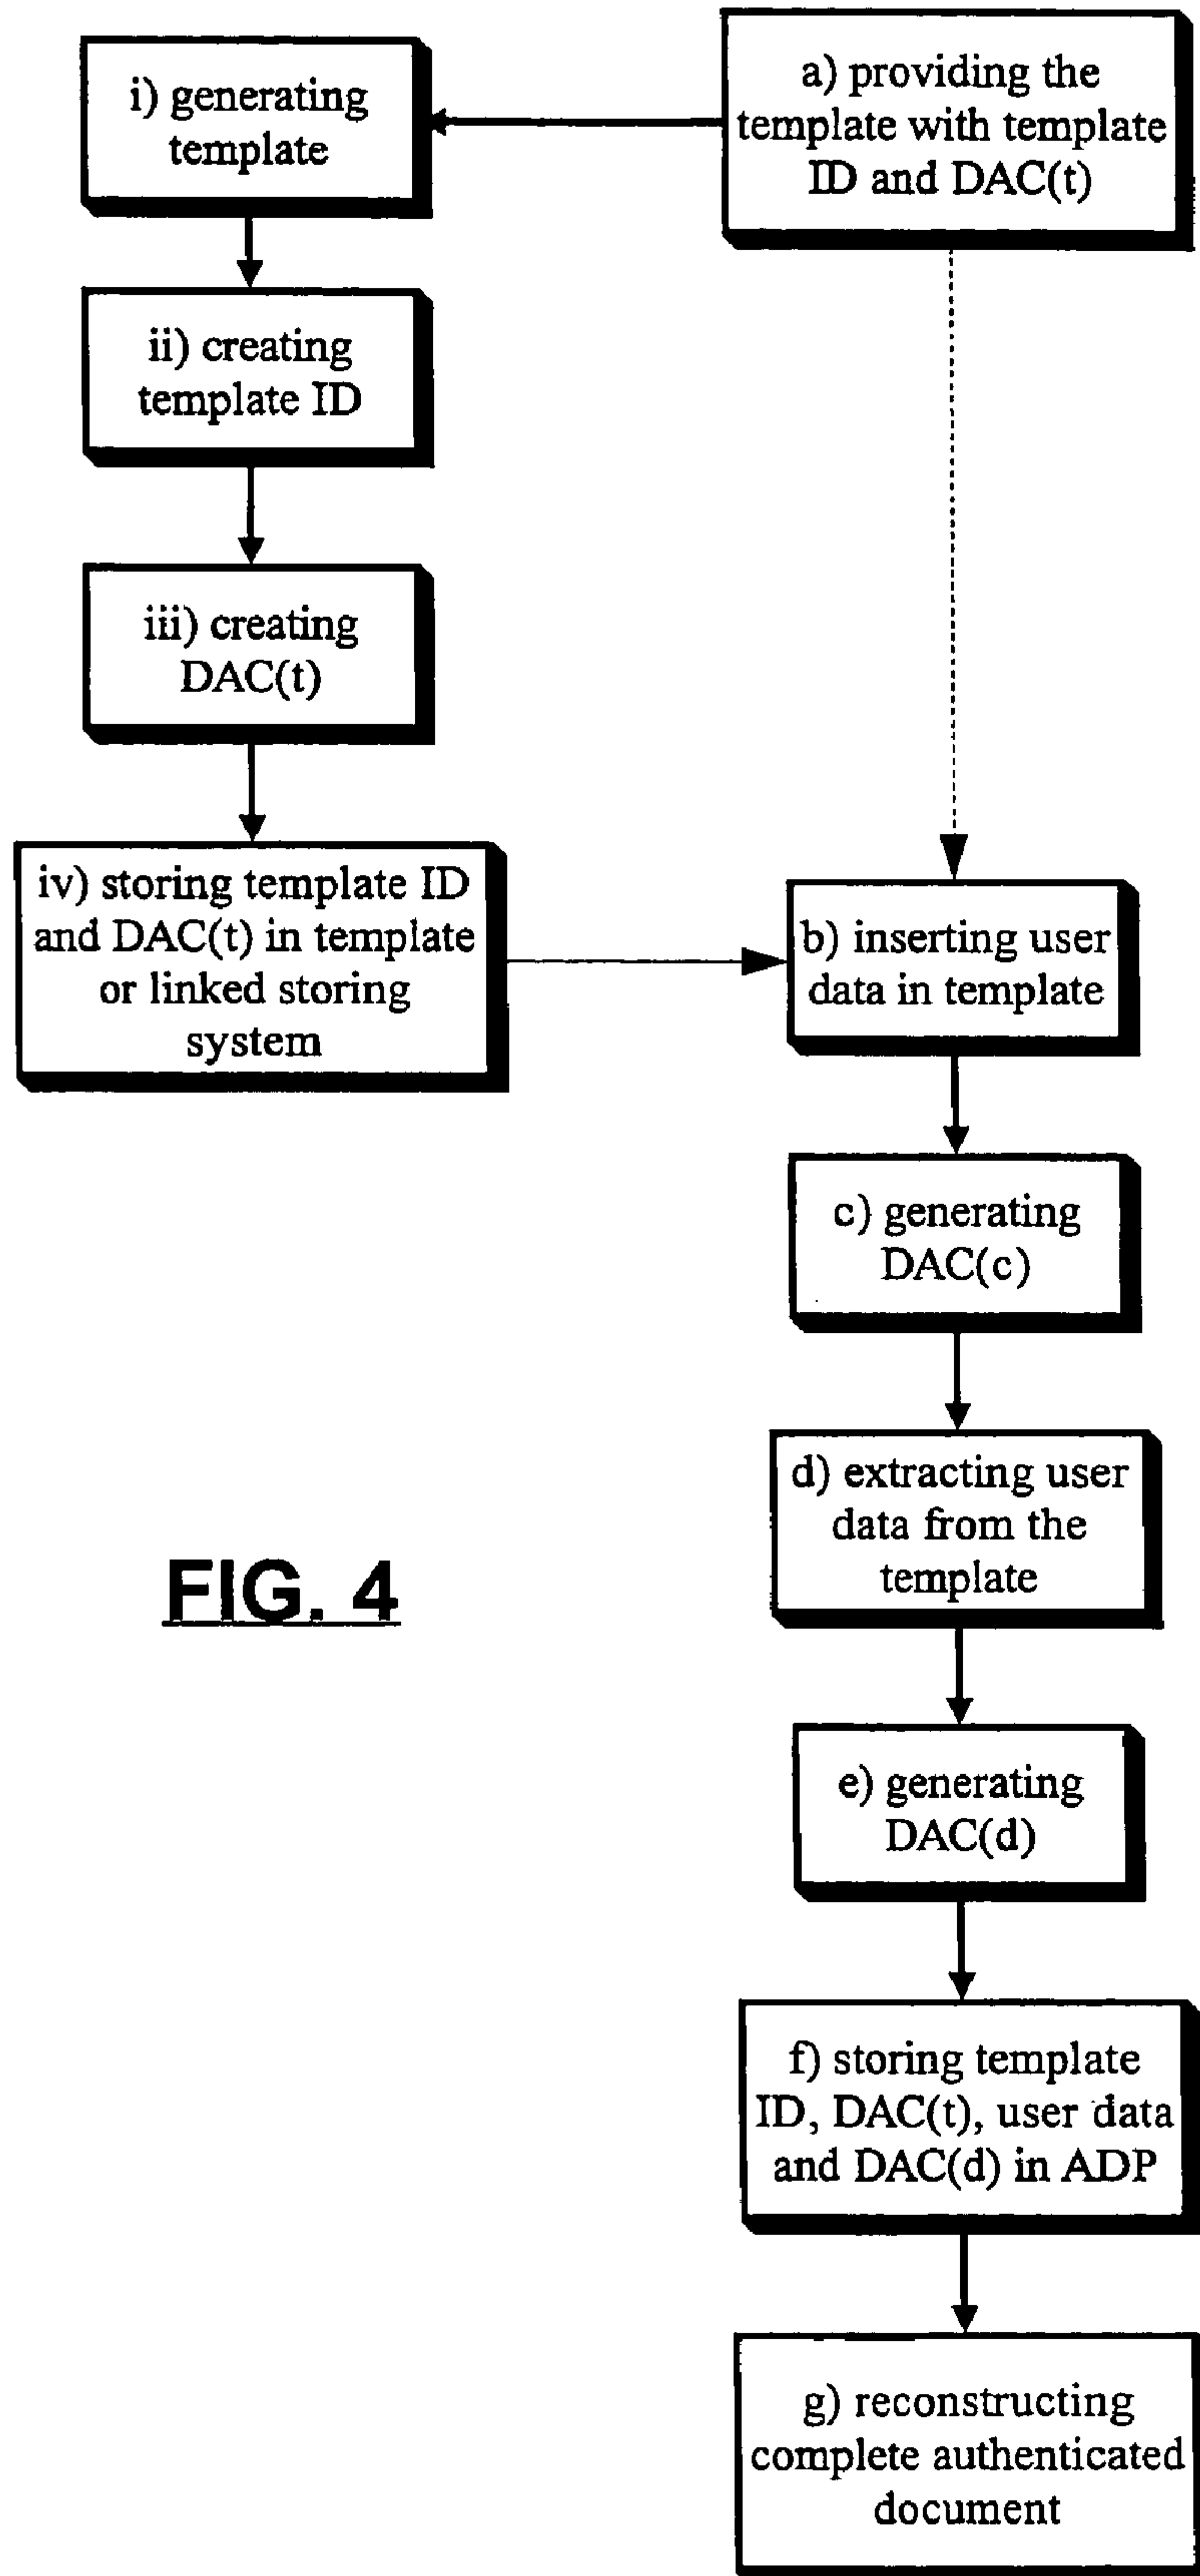 i) generating
template
a) providing the
template with template
ID and DAC(t)
ii) creating
template ID
iii) creating
DAC(t)
iv) storing template ID
and DAC(t) in template
or linked storing
system
b) inserting user
data in template
c) generating
DAC(c)
d) extracting user
data from the
template
FIG. 4
e) generating
DAC(d)
f) storing template
ID, DAC(t), user data
and DAC(d) in ADP
g) reconstructing
complete authenticated
document